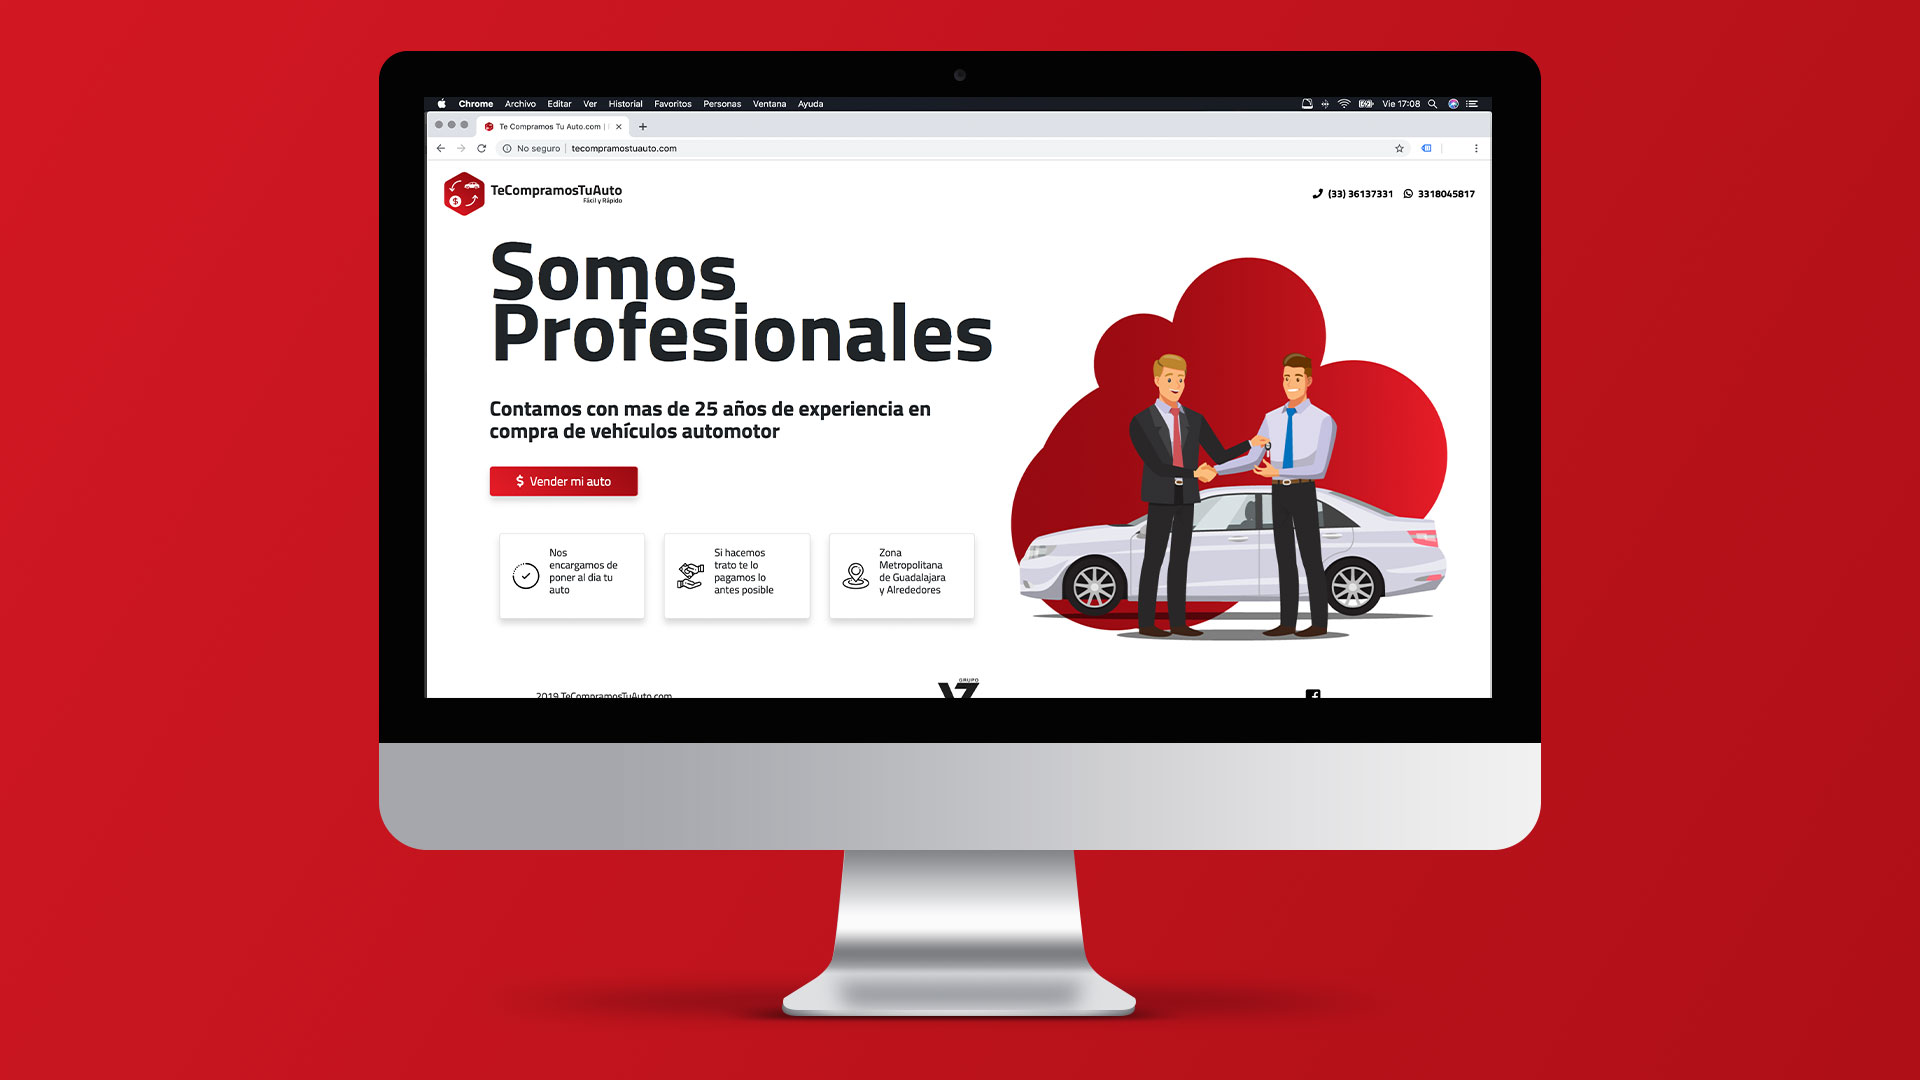 Chrome Archivo Editar Ver Historial Favoritos Personas Ventana Ayuda
Vie 17:08
Te Compramos Tu Auto.com |
No seguro | tecompramostuauto.com
TeCompramosTuAuto
Fácil y Rápido
(33) 36137331 3318045817
Somos
Profesionales
Contamos con mas de 25 años de experiencia en
compra de vehículos automotor
$ Vender mi auto
Nos
encargamos de
poner al dia tu
auto
Si hacemos
trato te lo
pagamos lo
antes posible
Zona
Metropolitana
de Guadalajara
y Alrededores
2019 TeCompramosTuAuto.com
GRUPO